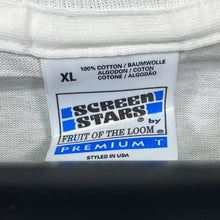 XL
100% COTTON / BAUMWOLLE
ALGODON / COTON
COTONE / ALGODÃO
SCREEN
STARS® by
FRUIT OF THE LOOM®
PREMIUM T
STYLED IN USA